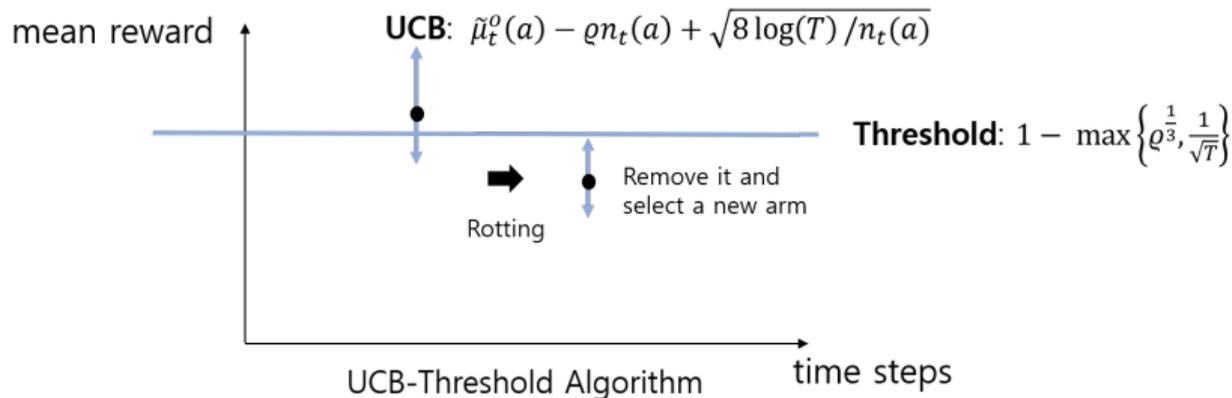 mean reward
UCB: μ̃ₜᵒ(a) − ϱnₜ(a) + √(8 log(T) / nₜ(a))
Threshold: 1 − max{ϱ^(1/3), 1/√T}
Remove it and
select a new arm
Rotting
time steps
UCB-Threshold Algorithm